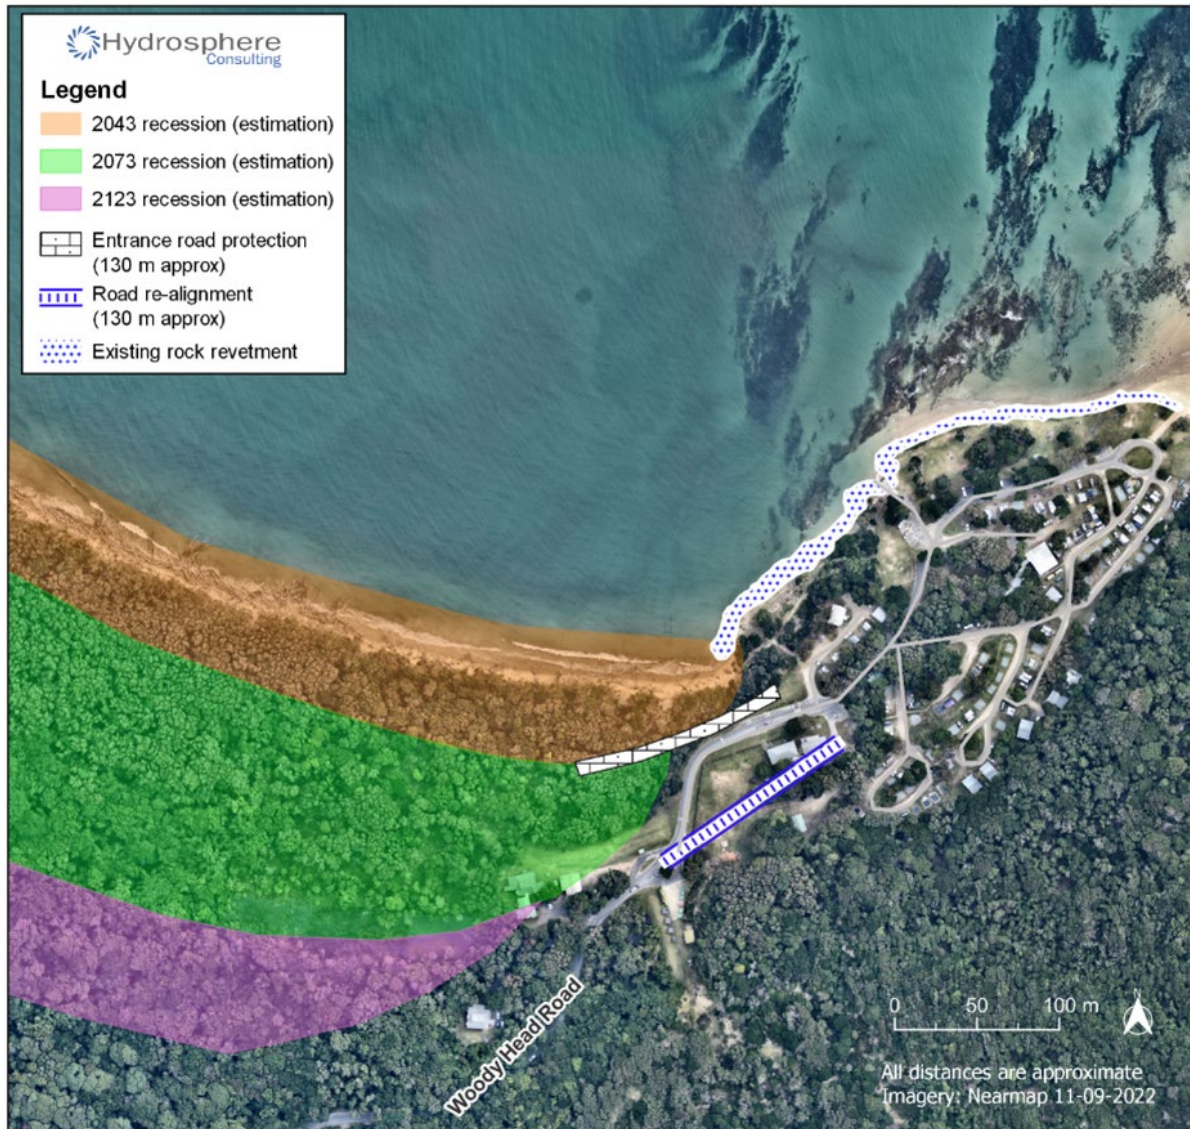 Hydrosphere
Consulting
Legend
2043 recession (estimation)
2073 recession (estimation)
2123 recession (estimation)
Entrance road protection
(130 m approx)
Road re-alignment
(130 m approx)
Existing rock revetment
Woody Head Road
0 50 100 m
N
All distances are approximate
Imagery: Nearmap 11-09-2022